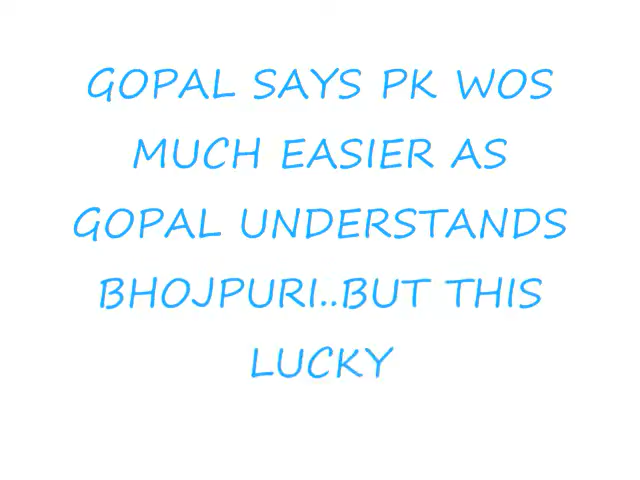 GOPAL SAYS PK WOS
MUCH EASIER AS
GOPAL UNDERSTANDS
BHOJPURI..BUT THIS
LUCKY